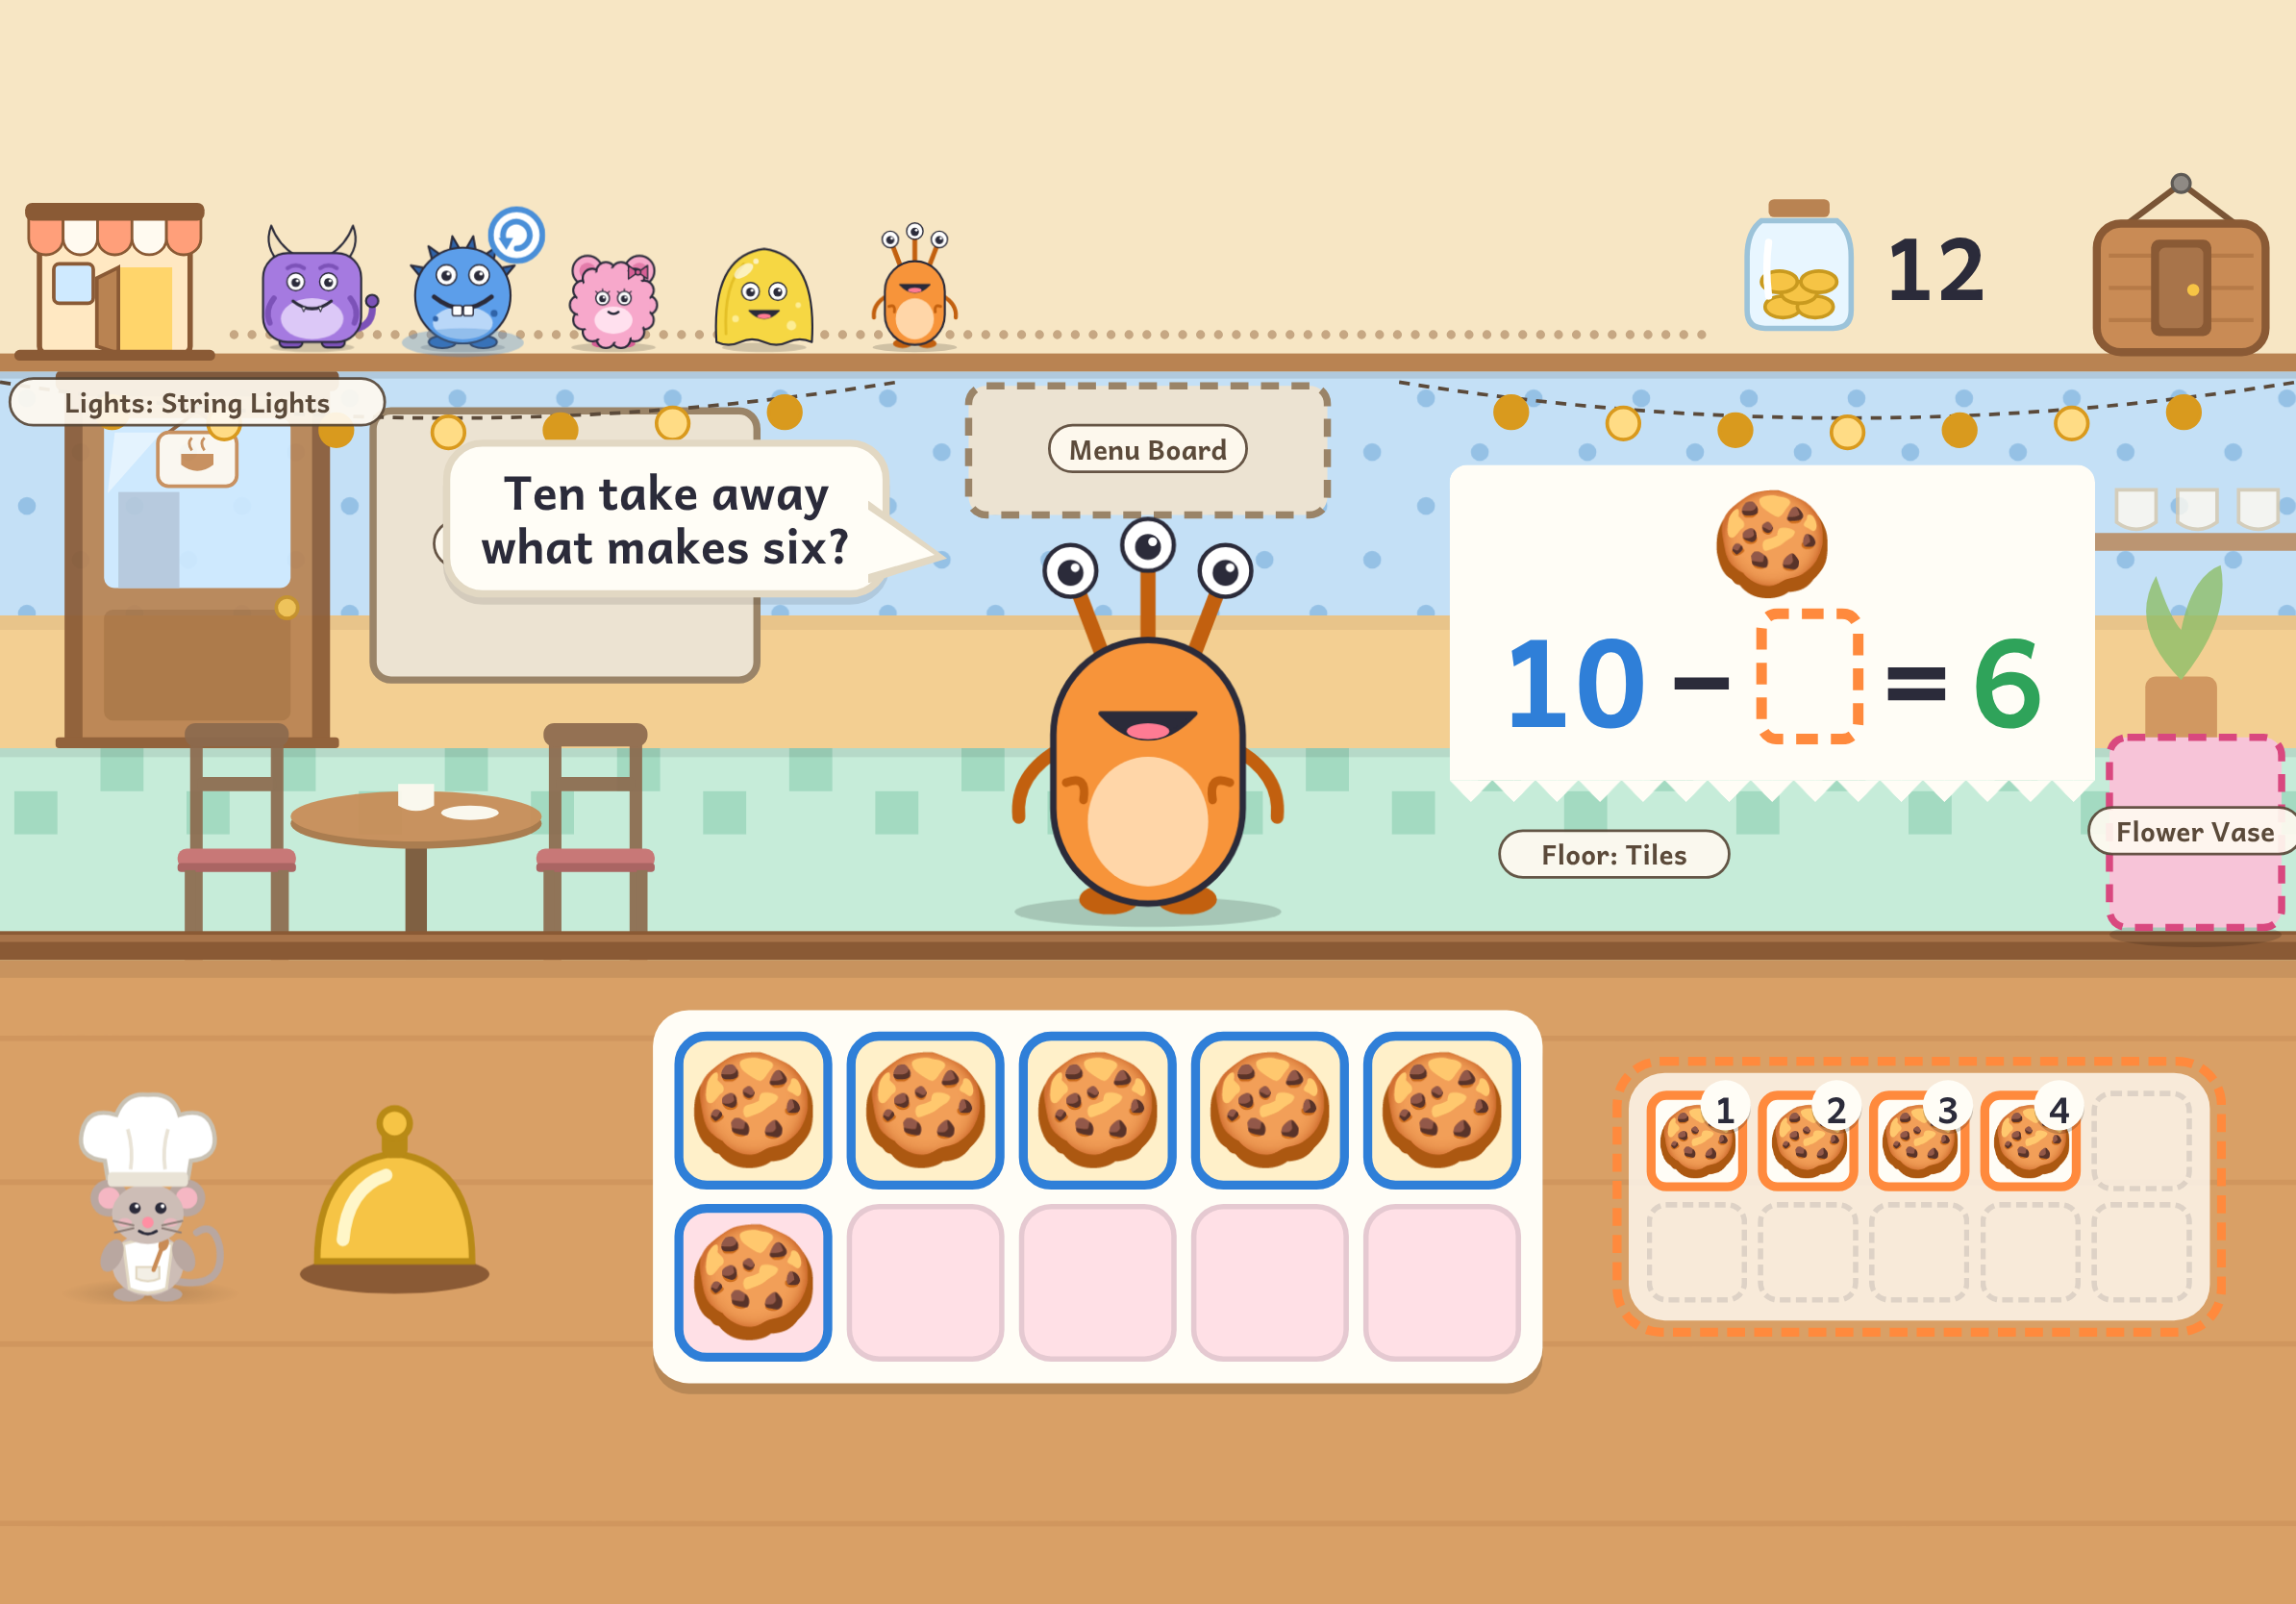 12
Lights: String Lights
Menu Board
Ten take away
what makes six?
10 − = 6
Flower Vase
Floor: Tiles
1 2 3 4